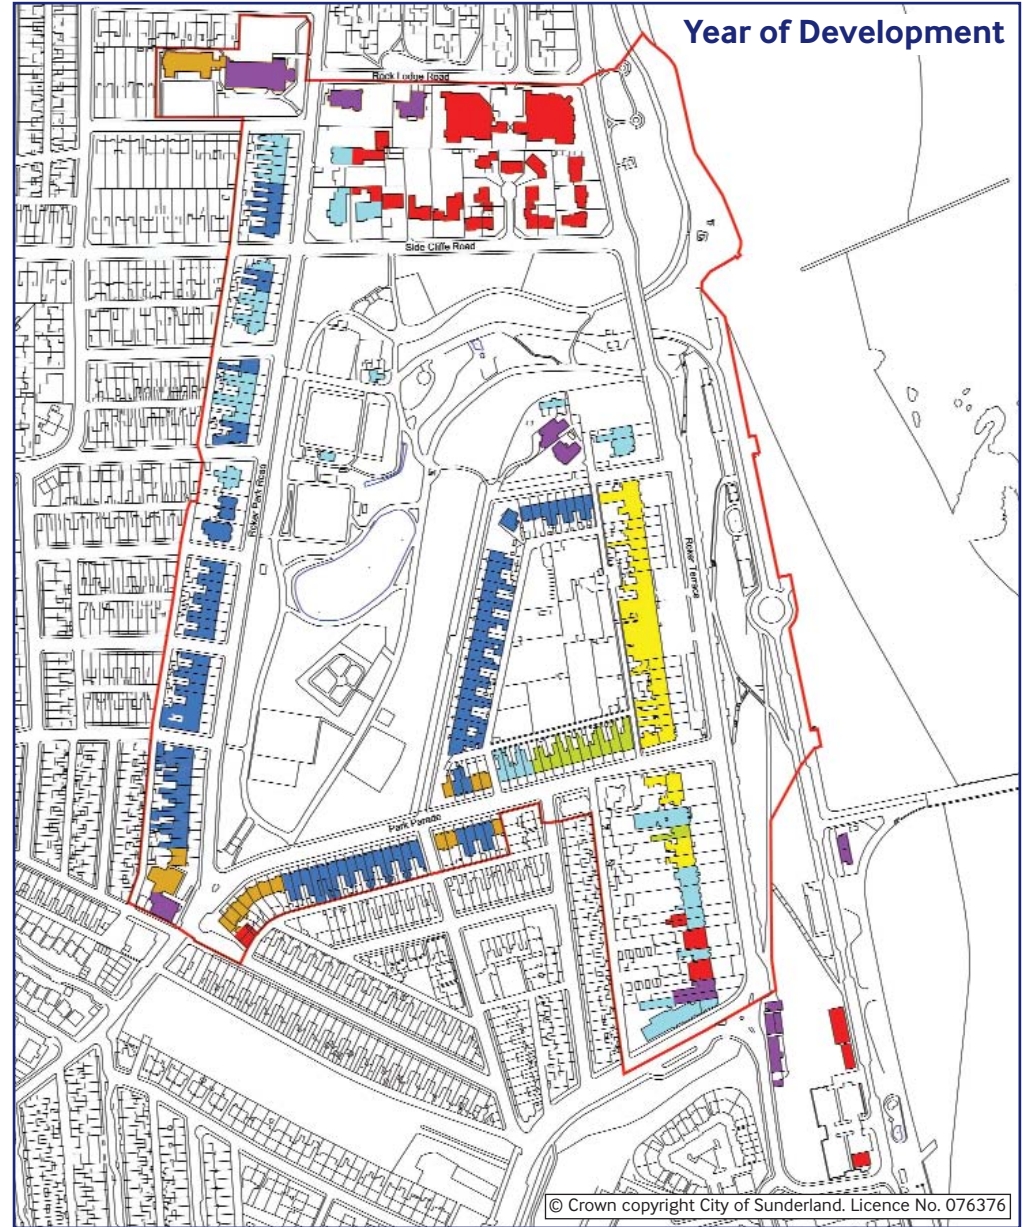 Year of Development
Rock Lodge Road
Side Cliffe Road
Roker Park Road
Roker Terrace
Park Parade
© Crown copyright City of Sunderland. Licence No. 076376